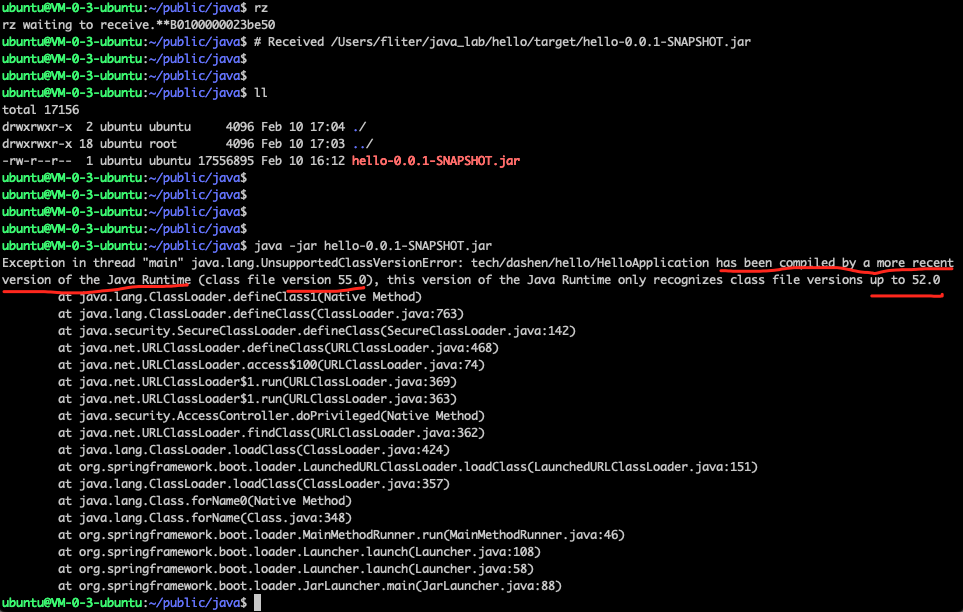 ubuntu@VM-0-3-ubuntu:~/public/java$ rz
rz waiting to receive.**B0100000023be50
ubuntu@VM-0-3-ubuntu:~/public/java$ # Received /Users/fliter/java_lab/hello/target/hello-0.0.1-SNAPSHOT.jar
ubuntu@VM-0-3-ubuntu:~/public/java$
ubuntu@VM-0-3-ubuntu:~/public/java$
ubuntu@VM-0-3-ubuntu:~/public/java$ ll
total 17156
drwxrwxr-x  2 ubuntu ubuntu     4096 Feb 10 17:04 ./
drwxrwxr-x 18 ubuntu root       4096 Feb 10 17:03 ../
-rw-r--r--  1 ubuntu ubuntu 17556895 Feb 10 16:12 hello-0.0.1-SNAPSHOT.jar
ubuntu@VM-0-3-ubuntu:~/public/java$
ubuntu@VM-0-3-ubuntu:~/public/java$
ubuntu@VM-0-3-ubuntu:~/public/java$
ubuntu@VM-0-3-ubuntu:~/public/java$
ubuntu@VM-0-3-ubuntu:~/public/java$ java -jar hello-0.0.1-SNAPSHOT.jar
Exception in thread "main" java.lang.UnsupportedClassVersionError: tech/dashen/hello/HelloApplication has been compiled by a more recent
version of the Java Runtime (class file version 55.0), this version of the Java Runtime only recognizes class file versions up to 52.0
        at java.lang.ClassLoader.defineClass1(Native Method)
        at java.lang.ClassLoader.defineClass(ClassLoader.java:763)
        at java.security.SecureClassLoader.defineClass(SecureClassLoader.java:142)
        at java.net.URLClassLoader.defineClass(URLClassLoader.java:468)
        at java.net.URLClassLoader.access$100(URLClassLoader.java:74)
        at java.net.URLClassLoader$1.run(URLClassLoader.java:369)
        at java.net.URLClassLoader$1.run(URLClassLoader.java:363)
        at java.security.AccessController.doPrivileged(Native Method)
        at java.net.URLClassLoader.findClass(URLClassLoader.java:362)
        at java.lang.ClassLoader.loadClass(ClassLoader.java:424)
        at org.springframework.boot.loader.LaunchedURLClassLoader.loadClass(LaunchedURLClassLoader.java:151)
        at java.lang.ClassLoader.loadClass(ClassLoader.java:357)
        at java.lang.Class.forName0(Native Method)
        at java.lang.Class.forName(Class.java:348)
        at org.springframework.boot.loader.MainMethodRunner.run(MainMethodRunner.java:46)
        at org.springframework.boot.loader.Launcher.launch(Launcher.java:108)
        at org.springframework.boot.loader.Launcher.launch(Launcher.java:58)
        at org.springframework.boot.loader.JarLauncher.main(JarLauncher.java:88)
ubuntu@VM-0-3-ubuntu:~/public/java$